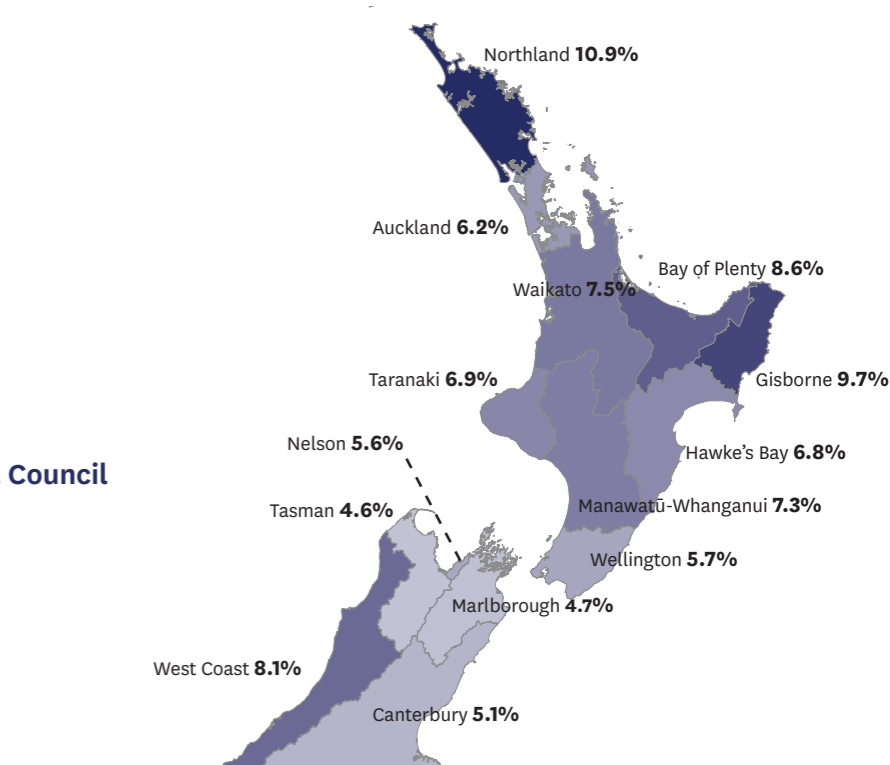 Northland 10.9%
Auckland 6.2%
Bay of Plenty 8.6%
Waikato 7.5%
Taranaki 6.9%
Gisborne 9.7%
Nelson 5.6%
Hawke’s Bay 6.8%
Council
Tasman 4.6%
Manawatū-Whanganui 7.3%
Wellington 5.7%
Marlborough 4.7%
West Coast 8.1%
Canterbury 5.1%